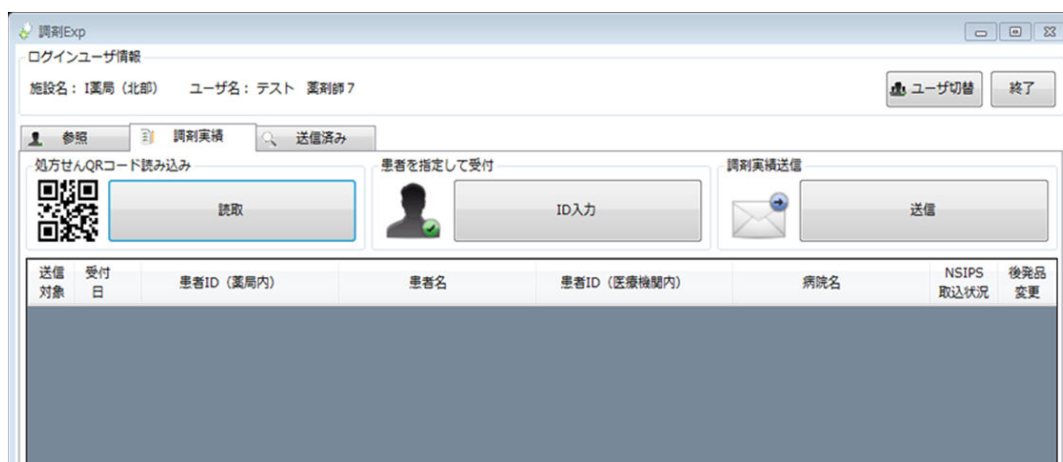 調剤Exp
ログインユーザ情報
施設名： I薬局（北部） ユーザ名： テスト 薬剤師7
ユーザ切替
終了
参照
調剤実績
送信済み
処方せんQRコード読み込み
患者を指定して受付
調剤実績送信
読取
ID入力
送信
送信対象
受付日
患者ID（薬局内）
患者名
患者ID（医療機関内）
病院名
NSIPS取込状況
後発品変更